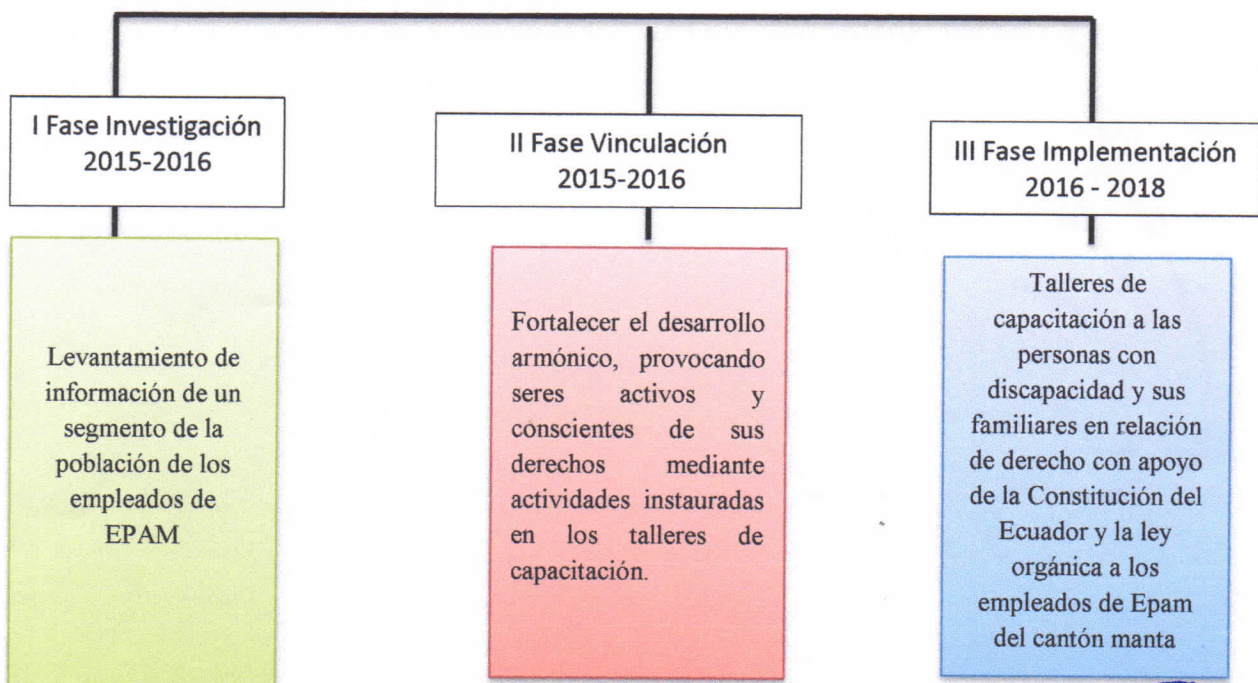 I Fase Investigación
2015-2016
Levantamiento de
información de un
segmento de la
población de los
empleados de
EPAM
II Fase Vinculación
2015-2016
Fortalecer el desarrollo
armónico, provocando
seres activos y
conscientes de sus
derechos mediante
actividades instauradas
en los talleres de
capacitación.
III Fase Implementación
2016 - 2018
Talleres de
capacitación a las
personas con
discapacidad y sus
familiares en relación
de derecho con apoyo
de la Constitución del
Ecuador y la ley
orgánica a los
empleados de Epam
del cantón manta